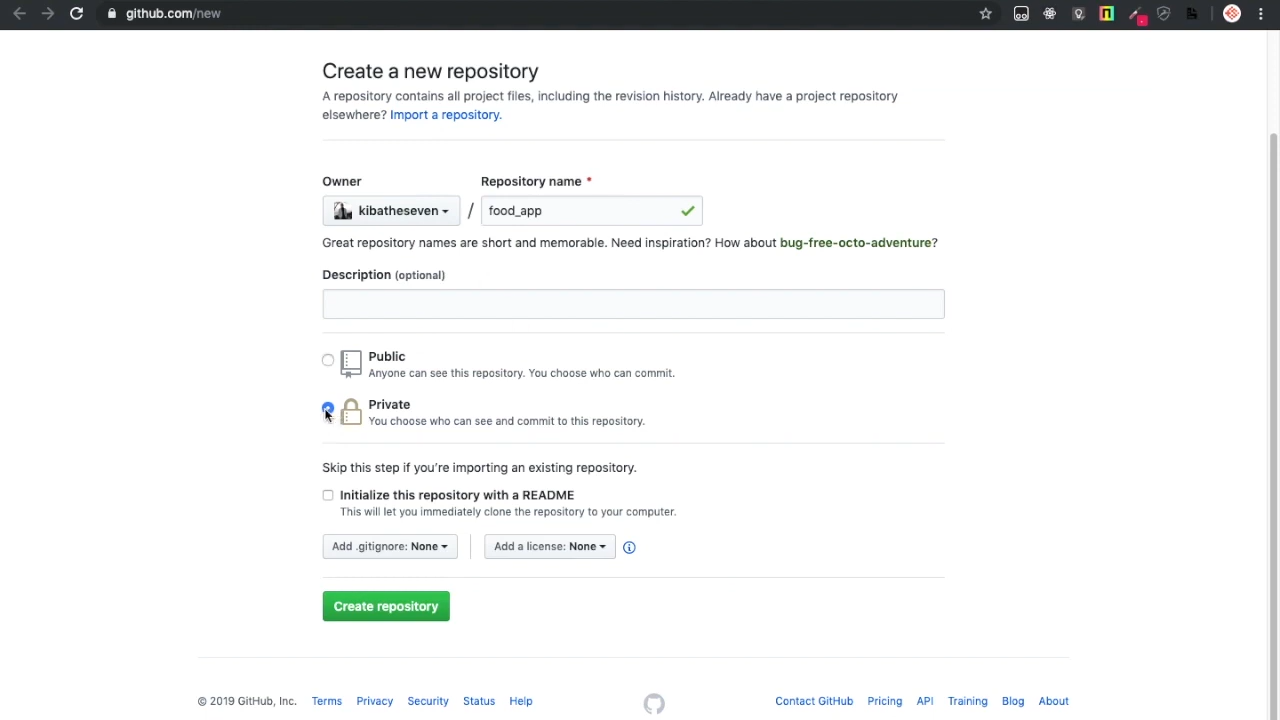 github.com/new
Create a new repository
A repository contains all project files, including the revision history. Already have a project repository
elsewhere? Import a repository.
Owner
Repository name *
kibatheseven
/
food_app
Great repository names are short and memorable. Need inspiration? How about bug-free-octo-adventure?
Description (optional)
Public
Anyone can see this repository. You choose who can commit.
Private
You choose who can see and commit to this repository.
Skip this step if you’re importing an existing repository.
Initialize this repository with a README
This will let you immediately clone the repository to your computer.
Add .gitignore: None
Add a license: None
Create repository
© 2019 GitHub, Inc. Terms Privacy Security Status Help Contact GitHub Pricing API Training Blog About